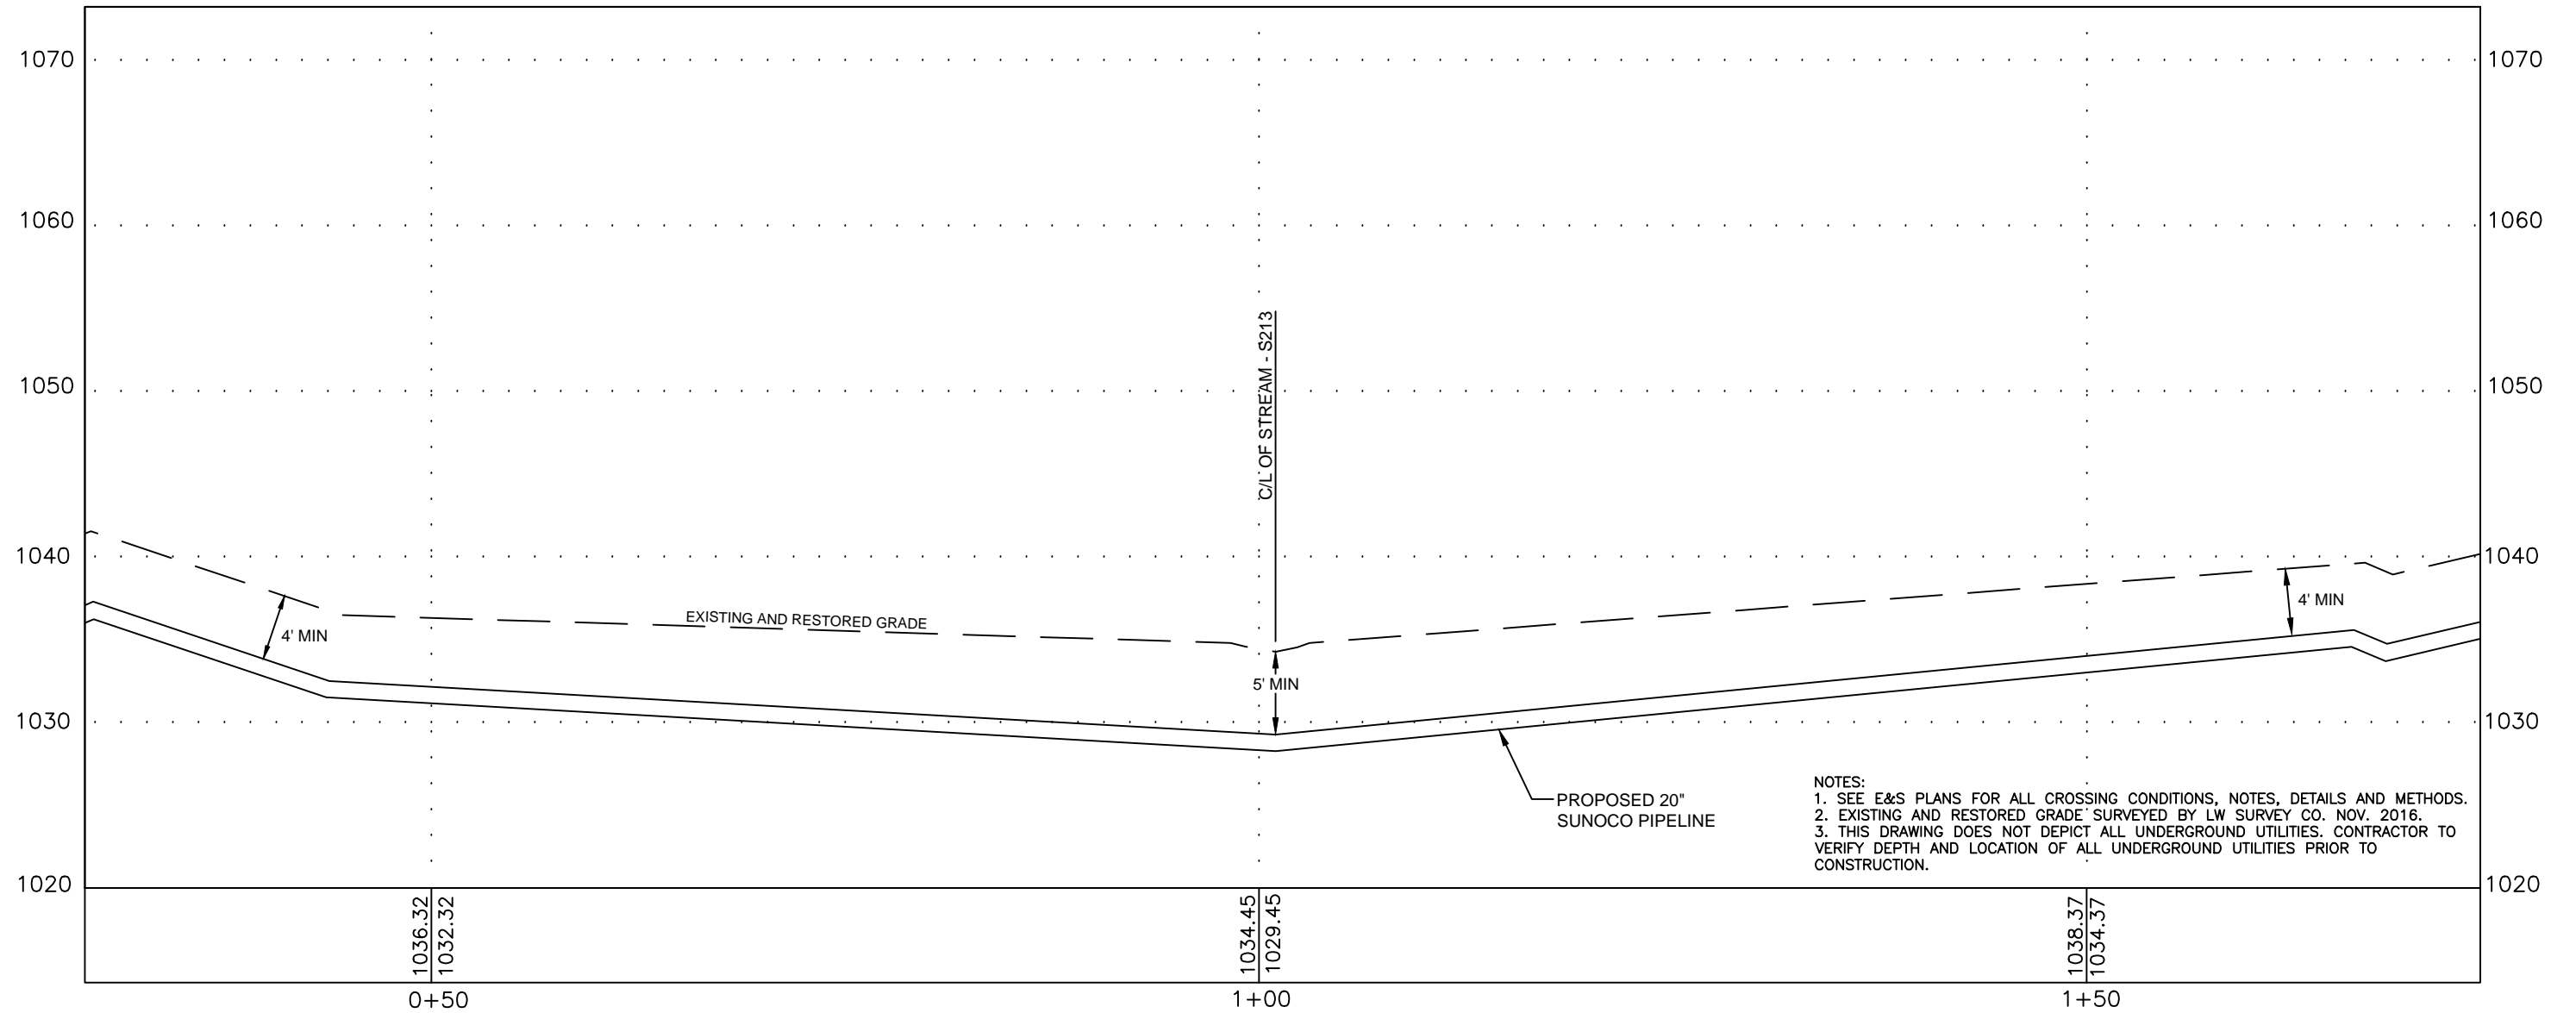 1070 1070
1060 1060
1050 1050
C/L OF STREAM - S213
1040 1040
EXISTING AND RESTORED GRADE
4' MIN
4' MIN
5' MIN
1030 1030
PROPOSED 20"
SUNOCO PIPELINE
NOTES:
1. SEE E&S PLANS FOR ALL CROSSING CONDITIONS, NOTES, DETAILS AND METHODS.
2. EXISTING AND RESTORED GRADE SURVEYED BY LW SURVEY CO. NOV. 2016.
3. THIS DRAWING DOES NOT DEPICT ALL UNDERGROUND UTILITIES. CONTRACTOR TO
VERIFY DEPTH AND LOCATION OF ALL UNDERGROUND UTILITIES PRIOR TO
CONSTRUCTION.
1020 1020
1036.32
1032.32
1034.45
1029.45
1038.37
1034.37
0+50 1+00 1+50